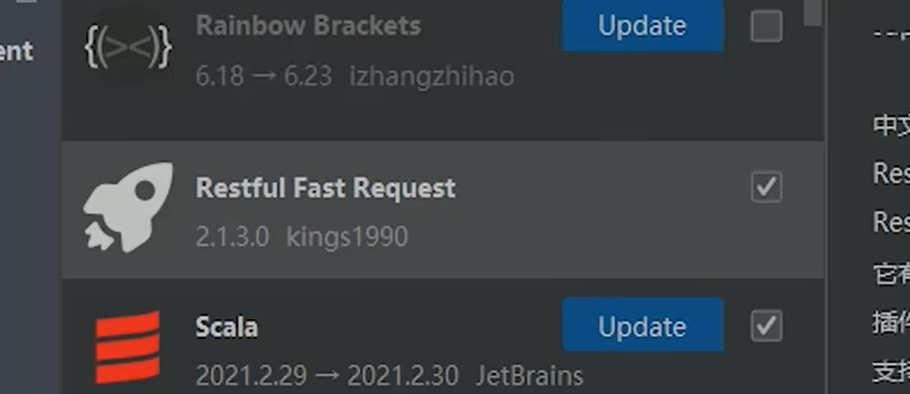 Rainbow Brackets
Update
6.18 → 6.23 izhangzhihao
ent
Restful Fast Request
2.1.3.0 kings1990
Scala
Update
2021.2.29 → 2021.2.30 JetBrains
中文
Res
Res
它有
插件
支持